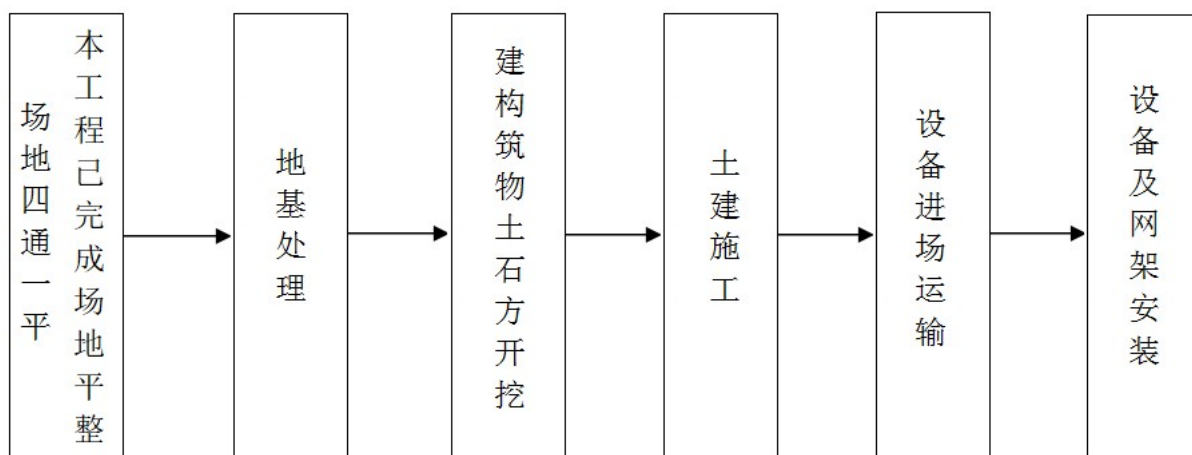 场地四通一平
本工程已完成场地平整
地基处理
建构筑物土石方开挖
土建施工
设备进场运输
设备及网架安装